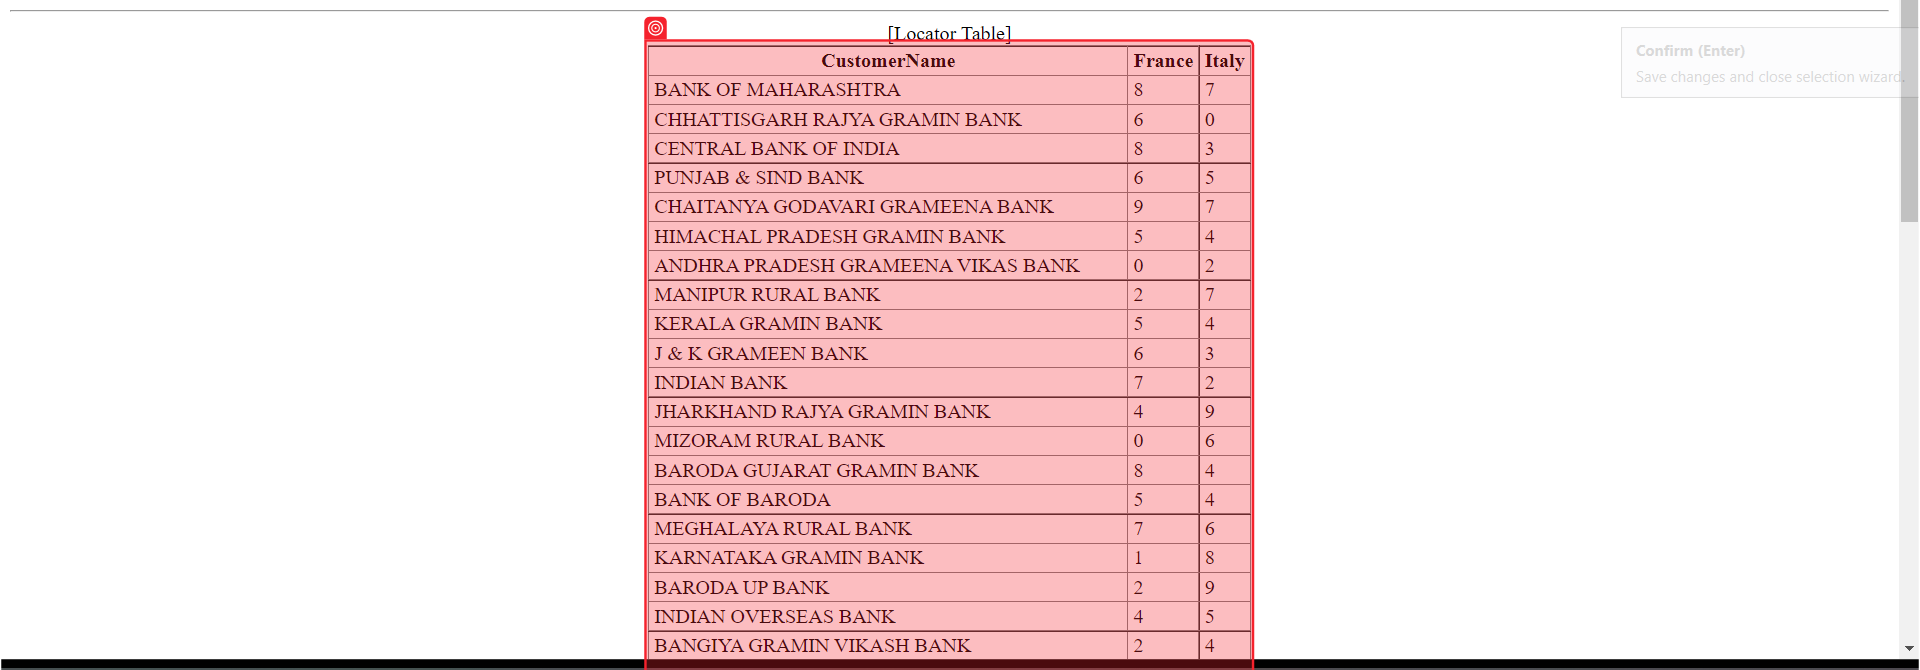 [Locator Table]
CustomerName France Italy
BANK OF MAHARASHTRA 8 7
CHHATTISGARH RAJYA GRAMIN BANK 6 0
CENTRAL BANK OF INDIA 8 3
PUNJAB & SIND BANK 6 5
CHAITANYA GODAVARI GRAMEENA BANK 9 7
HIMACHAL PRADESH GRAMIN BANK 5 4
ANDHRA PRADESH GRAMEENA VIKAS BANK 0 2
MANIPUR RURAL BANK 2 7
KERALA GRAMIN BANK 5 4
J & K GRAMEEN BANK 6 3
INDIAN BANK 7 2
JHARKHAND RAJYA GRAMIN BANK 4 9
MIZORAM RURAL BANK 0 6
BARODA GUJARAT GRAMIN BANK 8 4
BANK OF BARODA 5 4
MEGHALAYA RURAL BANK 7 6
KARNATAKA GRAMIN BANK 1 8
BARODA UP BANK 2 9
INDIAN OVERSEAS BANK 4 5
BANGIYA GRAMIN VIKASH BANK 2 4
Confirm (Enter)
Save changes and close selection wizard.